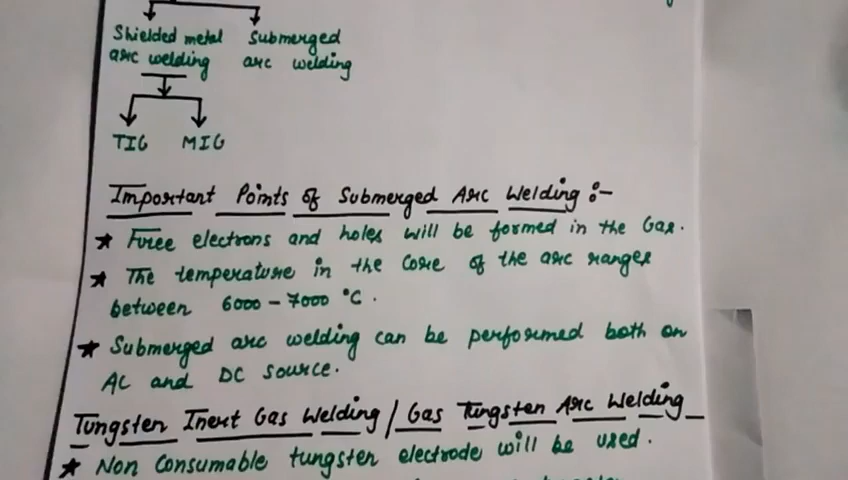 Shielded metal Submerged
arc welding arc welding
TIG MIG
Important Points of Submerged Arc Welding :-
★ Free electrons and holes will be formed in the Gas.
★ The temperature in the core of the arc ranges
between 6000 - 7000 °C.
★ Submerged arc welding can be performed both on
AC and DC source.
Tungsten Inert Gas Welding / Gas Tungsten Arc Welding
★ Non Consumable tungsten electrode will be used.